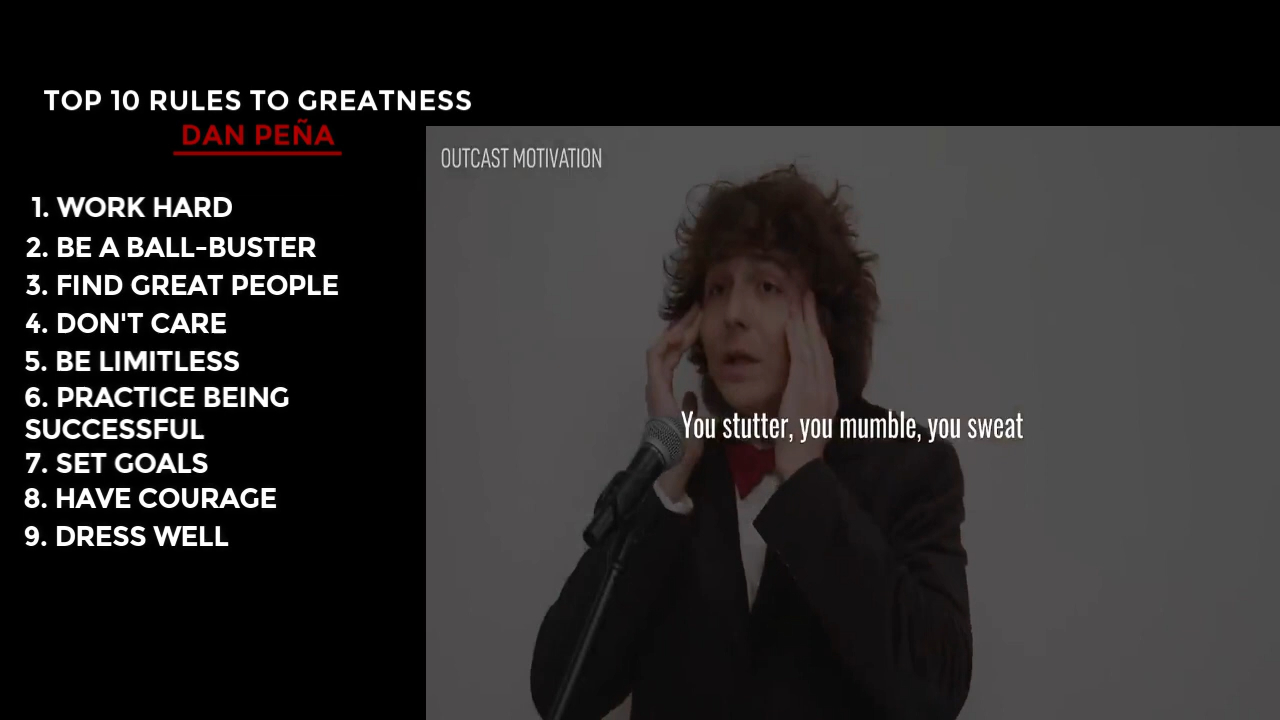 TOP 10 RULES TO GREATNESS
DAN PEÑA
1. WORK HARD
2. BE A BALL-BUSTER
3. FIND GREAT PEOPLE
4. DON'T CARE
5. BE LIMITLESS
6. PRACTICE BEING
SUCCESSFUL
7. SET GOALS
8. HAVE COURAGE
9. DRESS WELL
OUTCAST MOTIVATION
You stutter, you mumble, you sweat